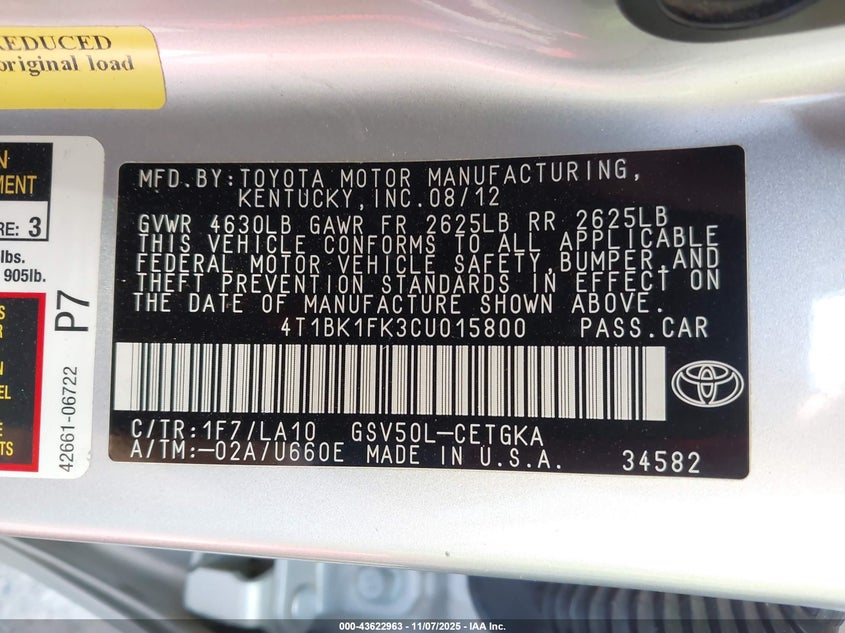 REDUCED
original load
N
MENT
RE: 3
lbs.
905lb.
P7
42661-06722
S
R
N
EL
E
TS
MFD.BY:TOYOTA MOTOR MANUFACTURING,
KENTUCKY,INC.08/12
GVWR 4630LB GAWR FR 2625LB RR 2625LB
THIS VEHICLE CONFORMS TO ALL APPLICABLE
FEDERAL MOTOR VEHICLE SAFETY,BUMPER,AND
THEFT PREVENTION STANDARDS IN EFFECT ON
THE DATE OF MANUFACTURE SHOWN ABOVE.
4T1BK1FK3CU015800 PASS.CAR
C/TR:1F7/LA10 GSV50L-CETGKA
A/TM:-02A/U660E MADE IN U.S.A. 34582
000-43622963 - 11/07/2025 - IAA Inc.